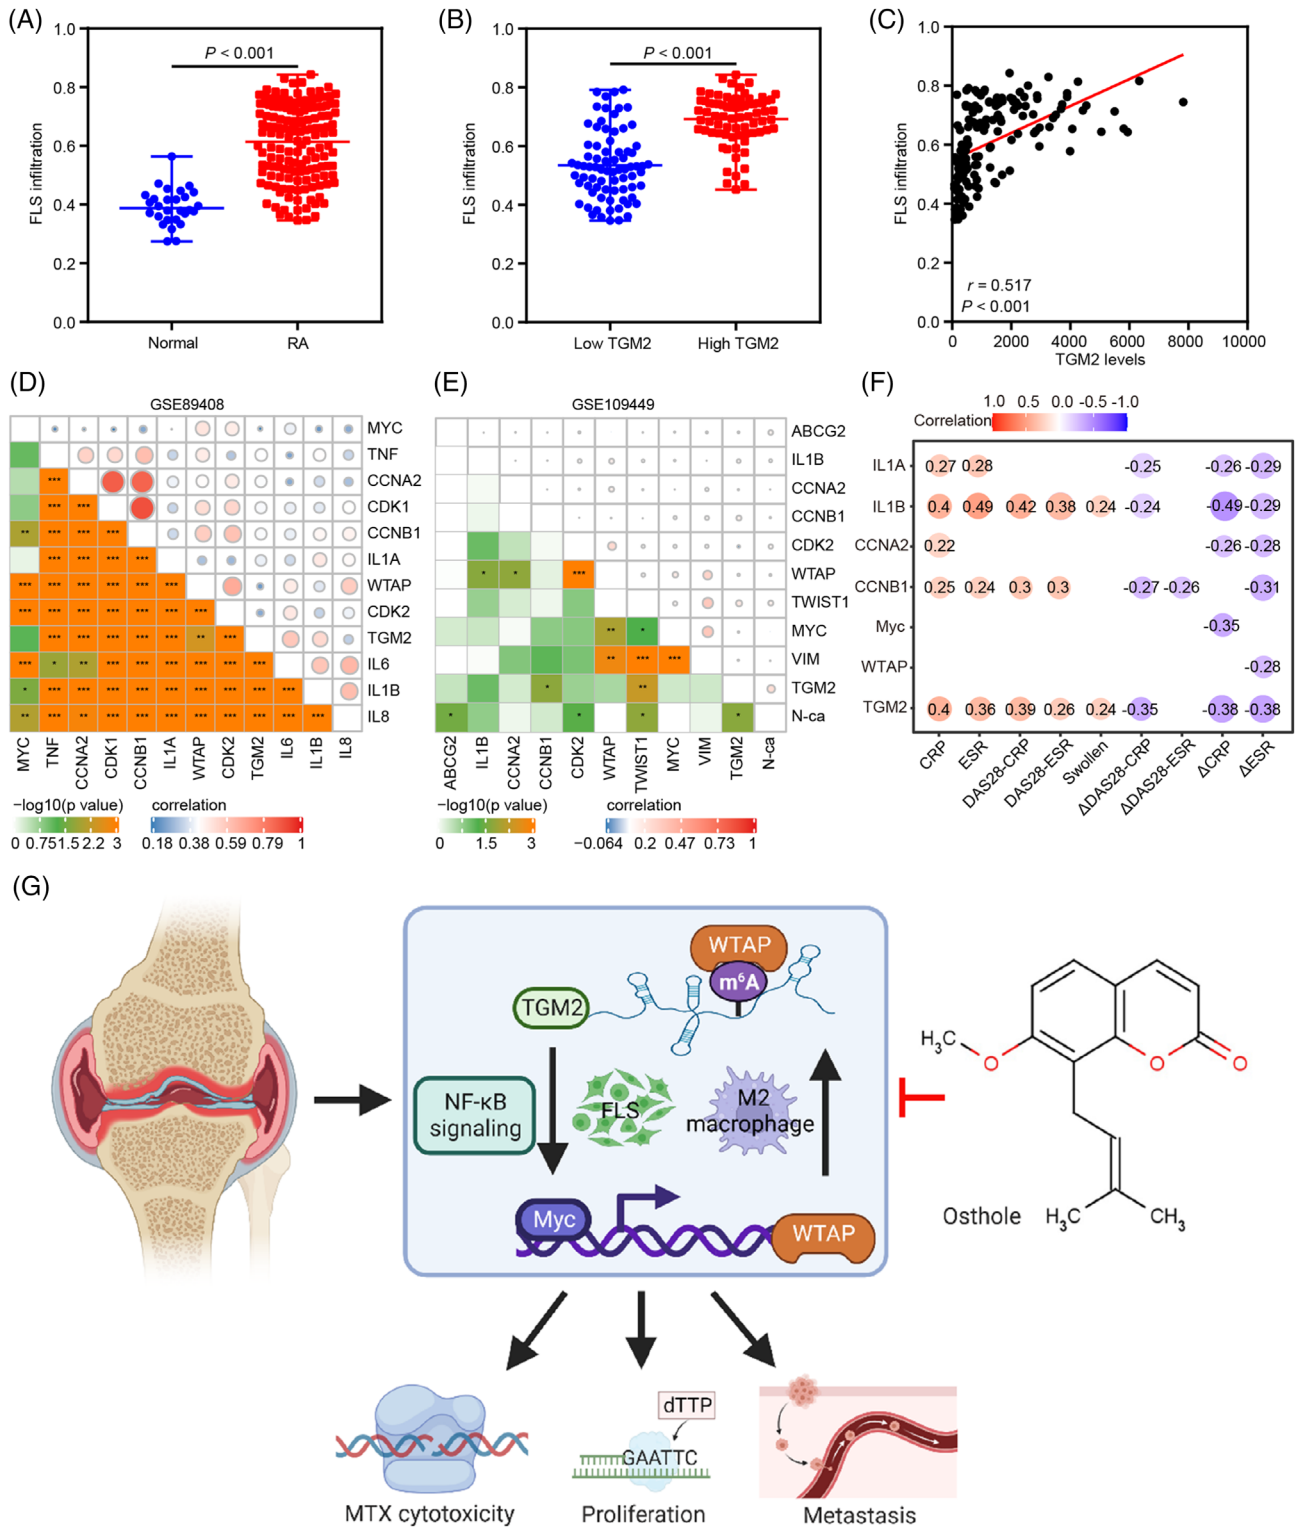 (A)
1.0
0.8
0.6
0.4
0.2
0.0
FLS infiltration
P < 0.001
Normal
RA
(B)
1.0
0.8
0.6
0.4
0.2
0.0
FLS infiltration
P < 0.001
Low TGM2
High TGM2
(C)
1.0
0.8
0.6
0.4
0.2
0.0
FLS infiltration
r = 0.517
P < 0.001
0 2000 4000 6000 8000 10000
TGM2 levels
(D)
GSE89408
MYC
TNF
*** CCNA2
*** *** CDK1
** *** *** *** CCNB1
*** *** *** *** IL1A
*** *** *** *** *** *** WTAP
*** *** *** *** *** *** *** CDK2
*** *** *** *** *** ** *** TGM2
*** * ** *** *** *** *** *** *** IL6
* *** *** *** *** *** *** *** *** *** IL1B
** *** ** *** *** *** *** *** *** *** *** IL8
MYC TNF CCNA2 CDK1 CCNB1 IL1A WTAP CDK2 TGM2 IL6 IL1B IL8
−log10(p value)
0 0.75 1.5 2.2 3
correlation
0.18 0.38 0.59 0.79 1
(E)
GSE109449
ABCG2
IL1B
CCNA2
CCNB1
CDK2
* * *** WTAP
TWIST1
** * MYC
** *** *** VIM
* ** TGM2
* * * * N-ca
ABCG2 IL1B CCNA2 CCNB1 CDK2 WTAP TWIST1 MYC VIM TGM2 N-ca
−log10(p value)
0 1.5 3
correlation
−0.064 0.2 0.47 0.73 1
(F)
1.0 0.5 0.0 -0.5 -1.0
Correlation
IL1A 0.27 0.28 -0.25 -0.26 -0.29
IL1B 0.4 0.49 0.42 0.38 0.24 -0.24 -0.49 -0.29
CCNA2 0.22 -0.26 -0.28
CCNB1 0.25 0.24 0.3 0.3 -0.27 -0.26 -0.31
Myc -0.35
WTAP -0.28
TGM2 0.4 0.36 0.39 0.26 0.24 -0.35 -0.38 -0.38
CRP ESR DAS28-CRP DAS28-ESR Swollen ΔDAS28-CRP ΔDAS28-ESR ΔCRP ΔESR
(G)
WTAP
m⁶A
TGM2
NF-κB
signaling
FLS
M2
macrophage
Myc
WTAP
H₃C
O
O
O
Osthole
H₃C
CH₃
dTTP
GAATTC
MTX cytotoxicity
Proliferation
Metastasis